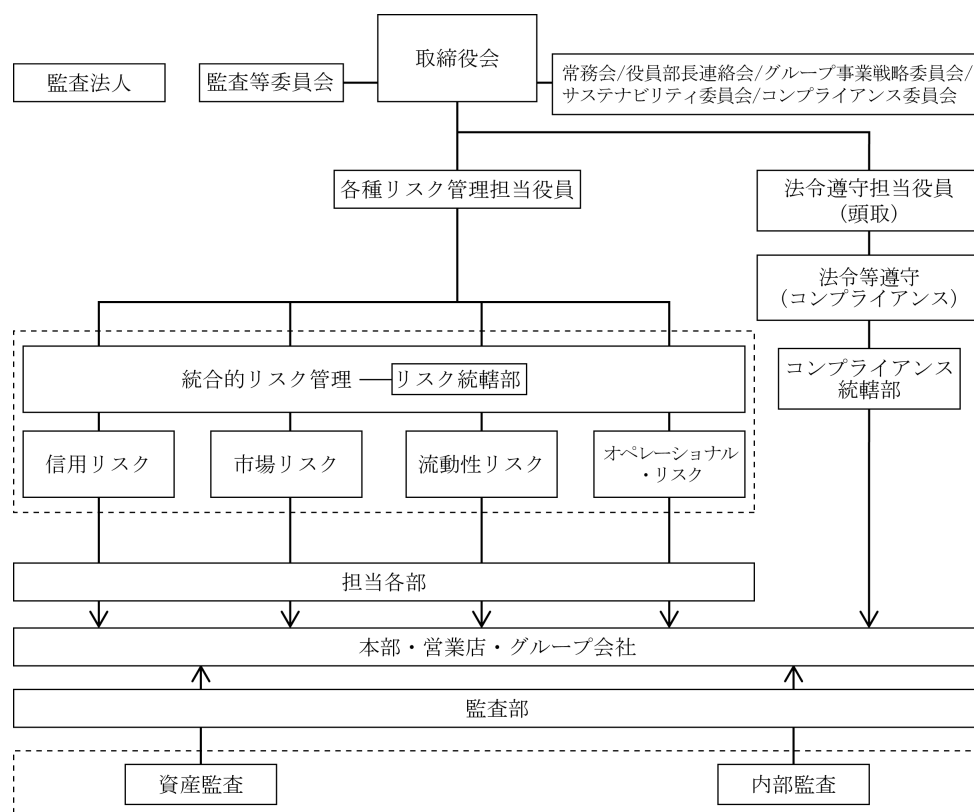 取締役会
監査法人
監査等委員会
常務会/役員部長連絡会/グループ事業戦略委員会/
サステナビリティ委員会/コンプライアンス委員会
各種リスク管理担当役員
法令遵守担当役員
(頭取)
法令等遵守
(コンプライアンス)
統合的リスク管理
リスク統轄部
コンプライアンス
統轄部
信用リスク
市場リスク
流動性リスク
オペレーショナル
・リスク
担当各部
本部・営業店・グループ会社
監査部
資産監査
内部監査